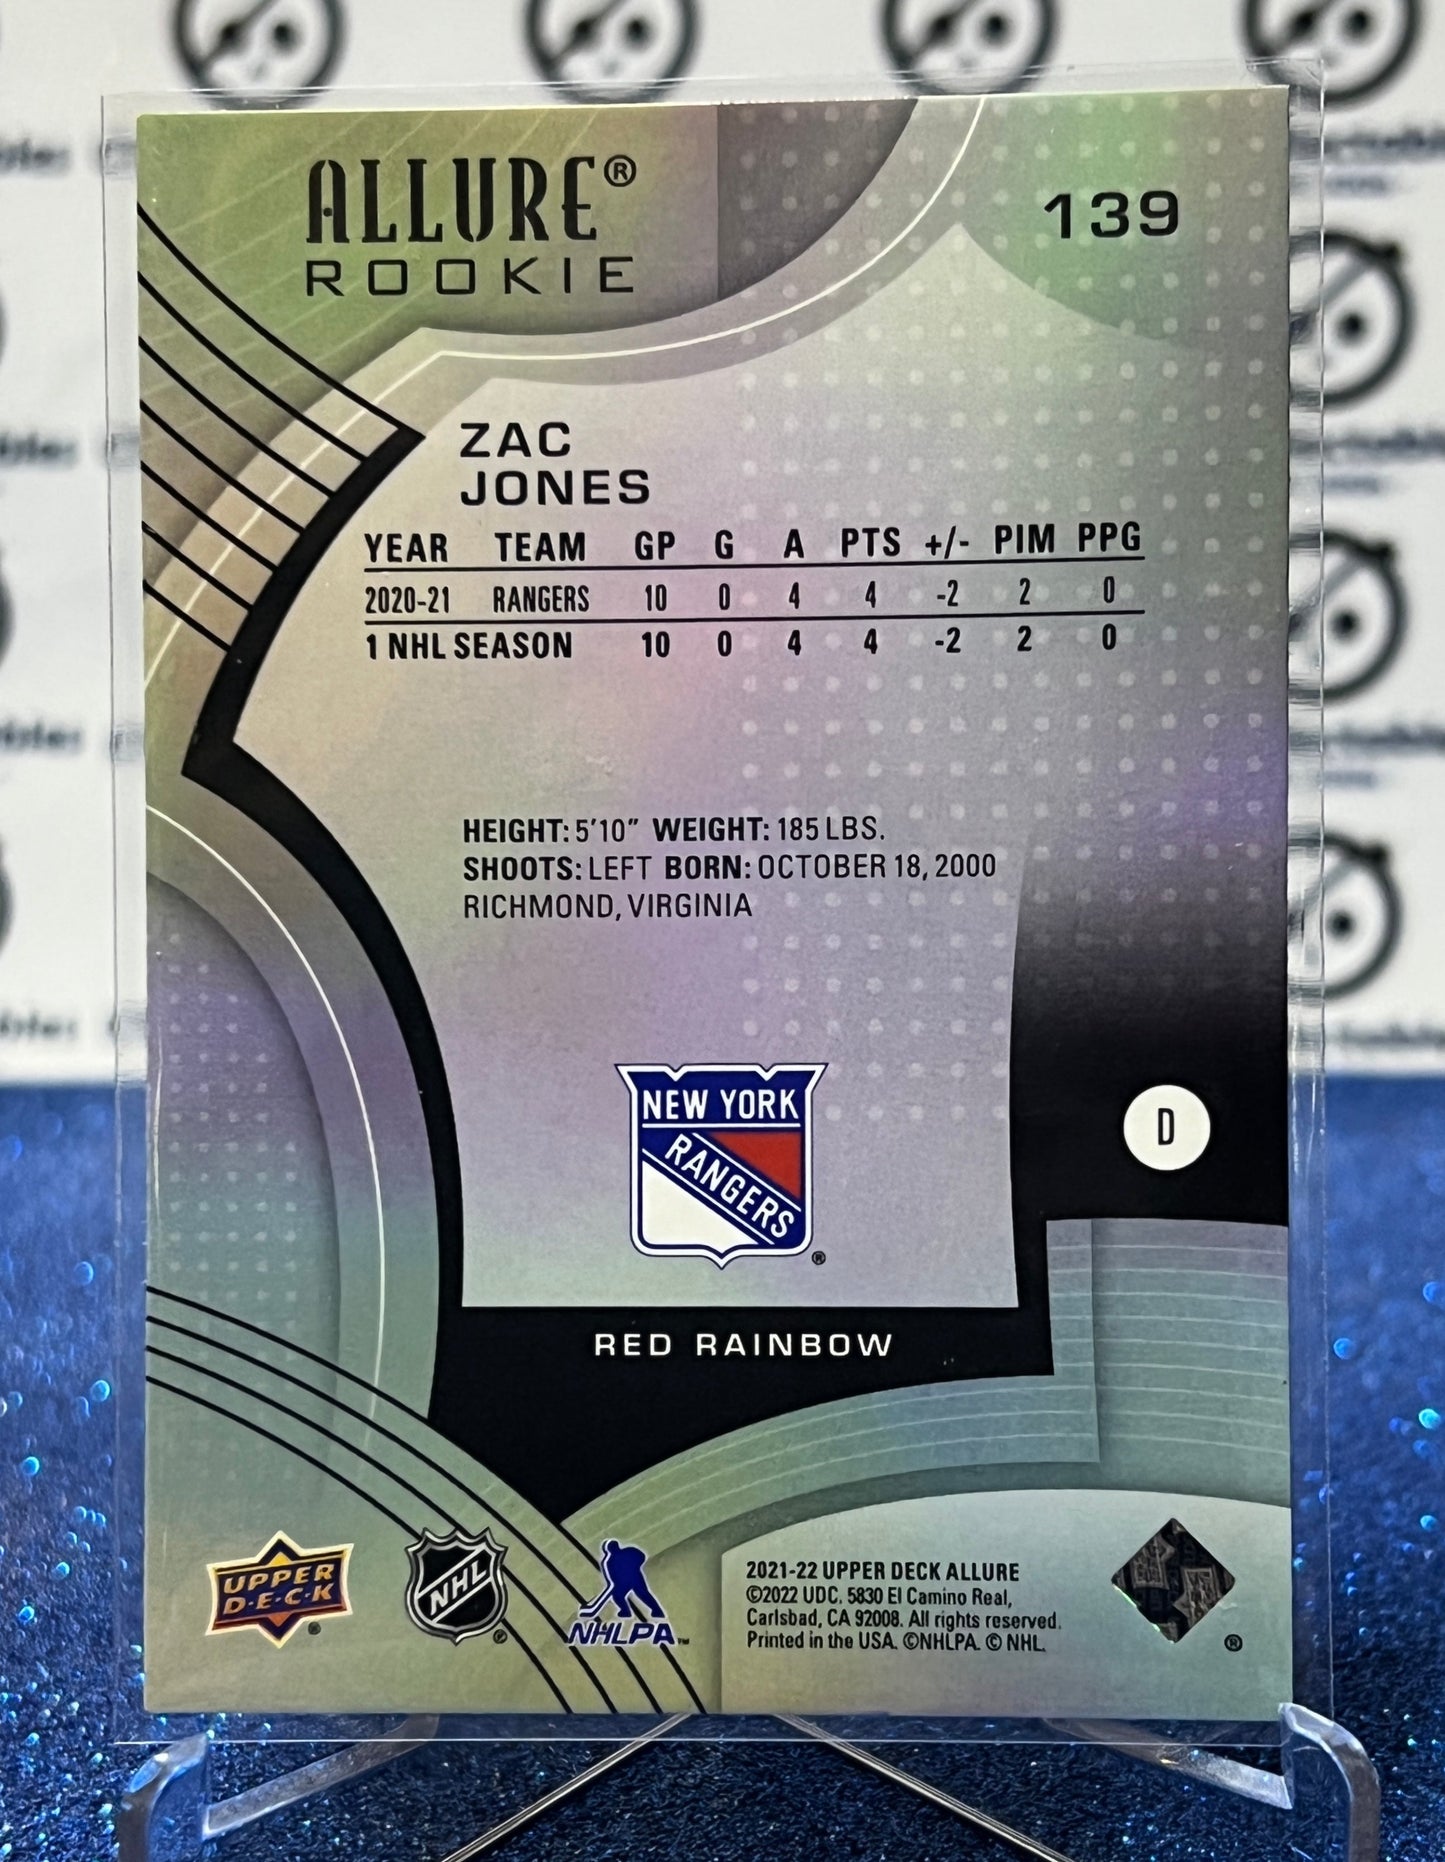 ALLURE®
ROOKIE
139
ZAC
JONES
YEAR TEAM GP G A PTS +/- PIM PPG
2020-21 RANGERS 10 0 4 4 -2 2 0
1 NHL SEASON 10 0 4 4 -2 2 0
HEIGHT: 5'10" WEIGHT: 185 LBS.
SHOOTS: LEFT BORN: OCTOBER 18, 2000
RICHMOND, VIRGINIA
NEW YORK
RANGERS
®
D
RED RAINBOW
UPPER
D·E·C·K
®
NHL
®
NHLPA™
2021-22 UPPER DECK ALLURE
©2022 UDC. 5830 El Camino Real,
Carlsbad, CA 92008. All rights reserved.
Printed in the USA. ©NHLPA. © NHL.
®